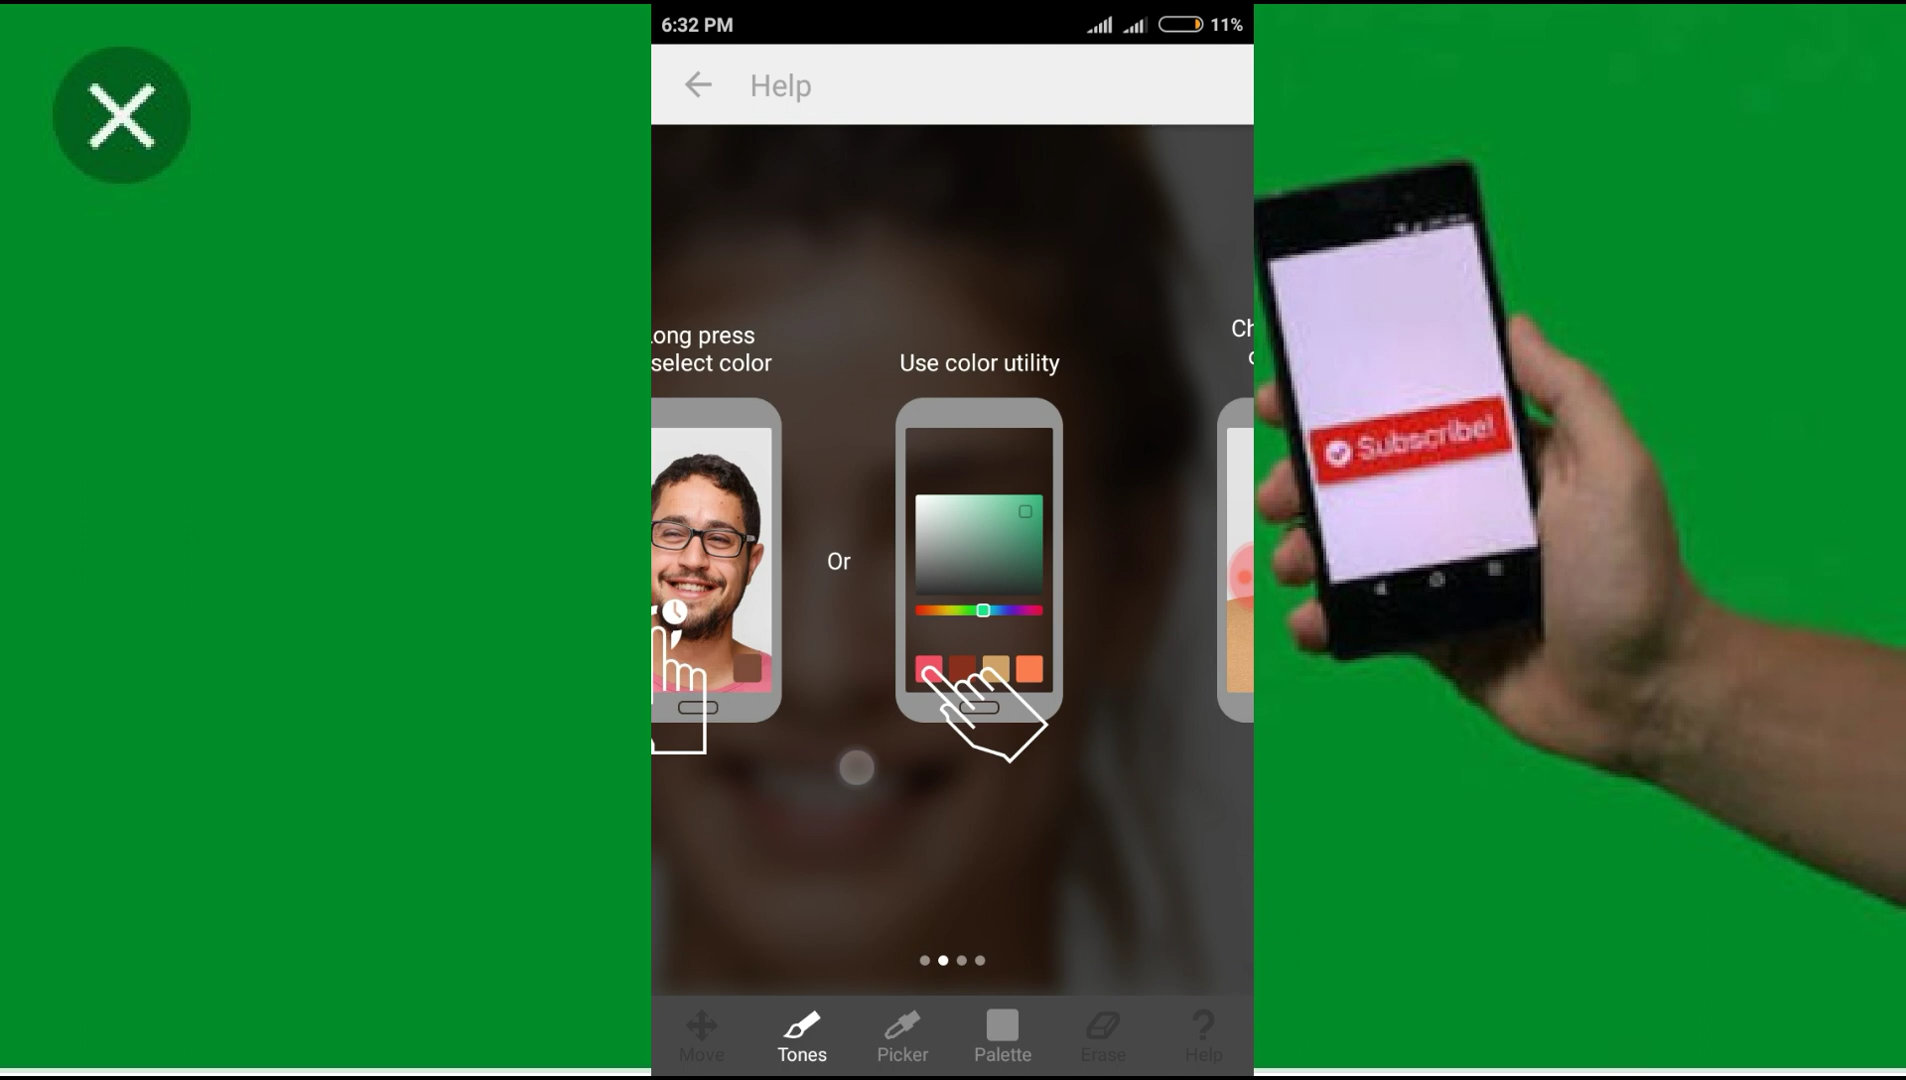 6:32 PM
11%
Help
ong press
select color
Use color utility
Ch
Or
Subscribe!
Move
Tones
Picker
Palette
Erase
Help